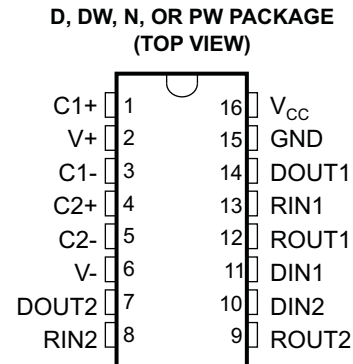 D, DW, N, OR PW PACKAGE
(TOP VIEW)
C1+ 1 16 VCC
V+ 2 15 GND
C1- 3 14 DOUT1
C2+ 4 13 RIN1
C2- 5 12 ROUT1
V- 6 11 DIN1
DOUT2 7 10 DIN2
RIN2 8 9 ROUT2